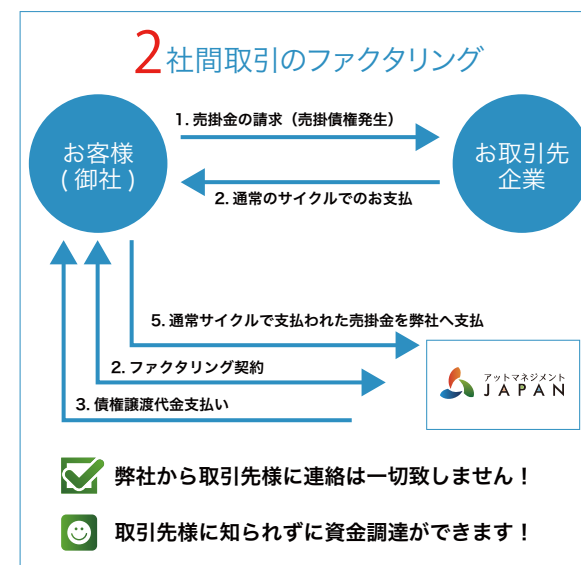 2社間取引のファクタリング
1. 売掛金の請求（売掛債権発生）
お客様
( 御社 )
お取引先
企業
2. 通常のサイクルでのお支払
5. 通常サイクルで支払われた売掛金を弊社へ支払
2. ファクタリング契約
3. 債権譲渡代金支払い
アットマネジメント
JAPAN
弊社から取引先様に連絡は一切致しません！
取引先様に知られずに資金調達ができます！